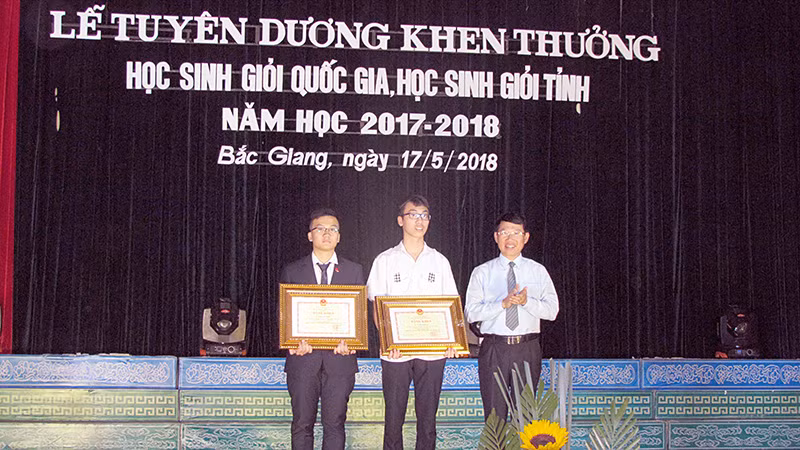 LỄ TUYÊN DƯƠNG KHEN THƯỞNG
HỌC SINH GIỎI QUỐC GIA, HỌC SINH GIỎI TỈNH
NĂM HỌC 2017-2018
Bắc Giang, ngày 17/5/2018